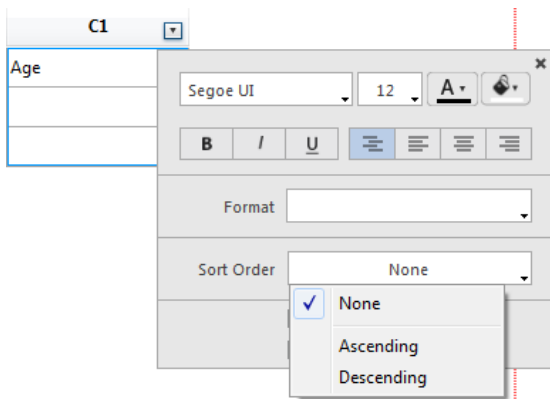 C1
Age
Segoe UI 12 A
B I U
Format
Sort Order None
None
Ascending
Descending